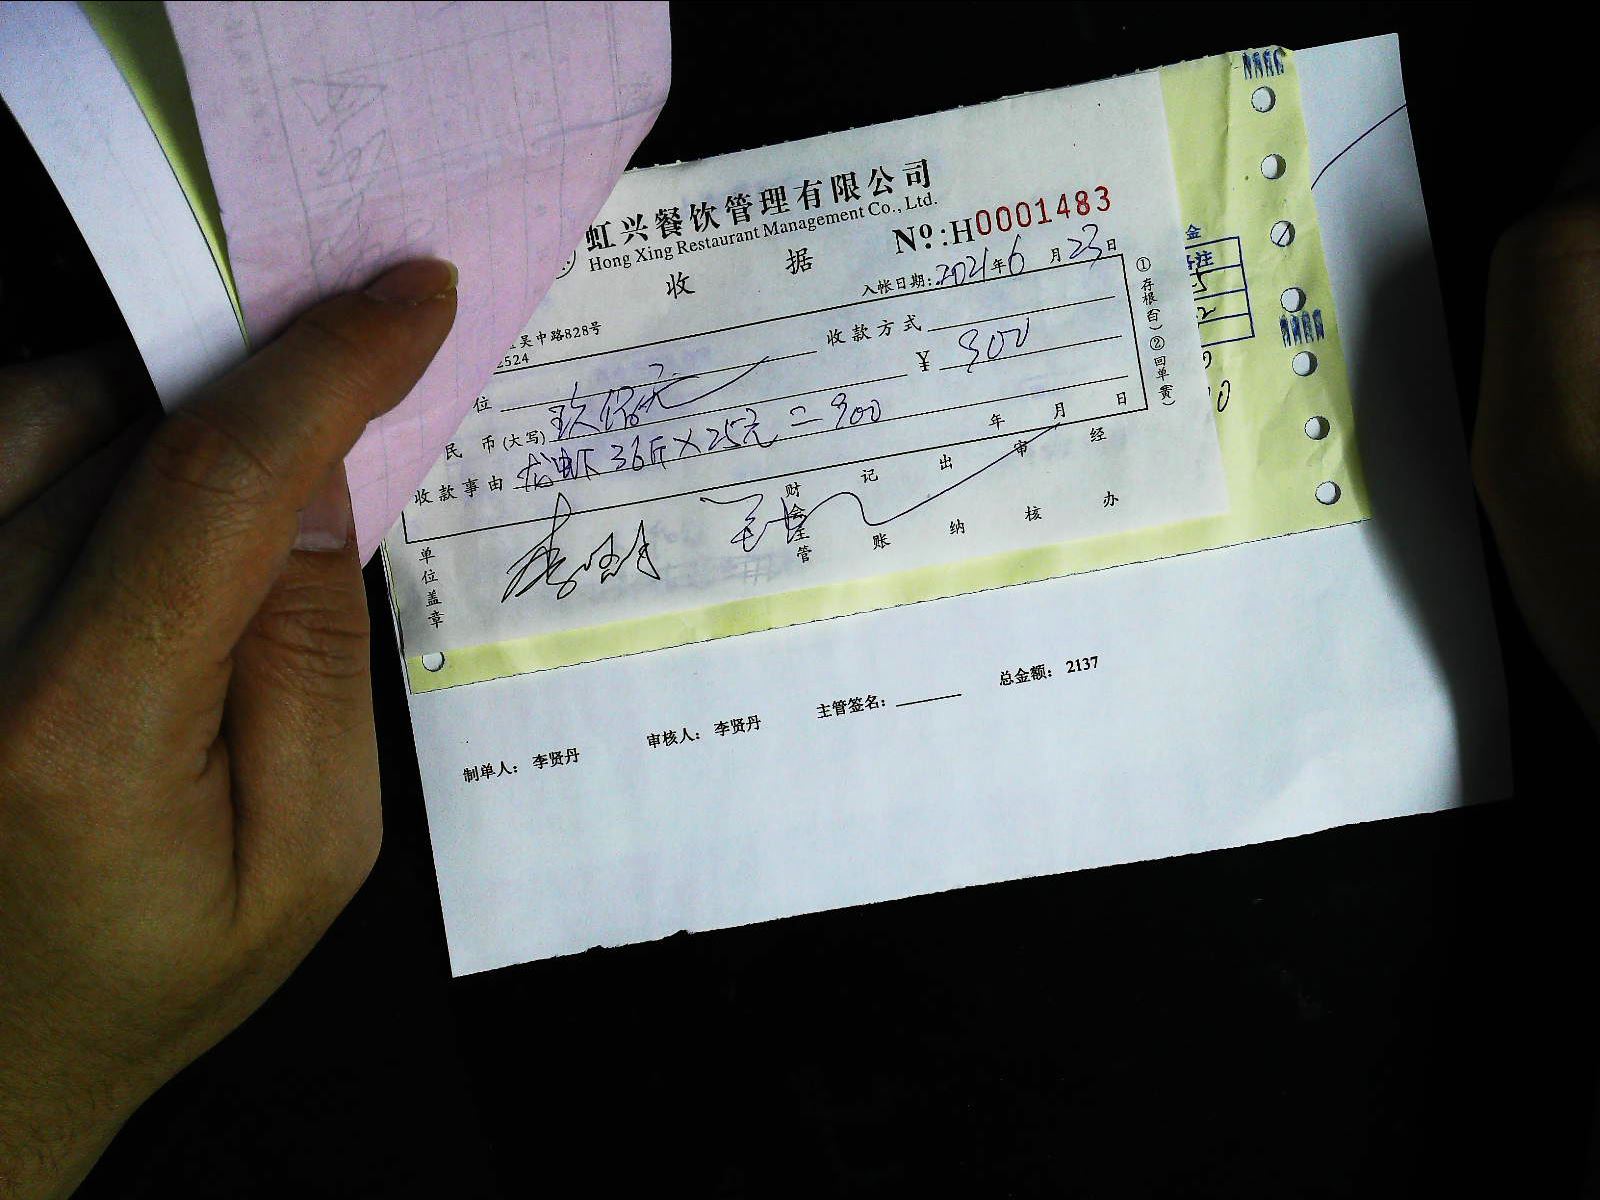 虹兴餐饮管理有限公司
Hong Xing Restaurant Management Co., Ltd.
收 据
Nº:H0001483
入帐日期:2021年6月23日
吴中路828号
2524
位
收款方式
民币(大写) 玖佰元
¥ 900
收款事由 龙虾 36斤×25元=900
年 月 日
①存根(白) ②回单(黄)
单位盖章
财会主管
记账
出纳
审核
经办
金
备注
制单人: 李贤丹
审核人: 李贤丹
主管签名:
总金额: 2137